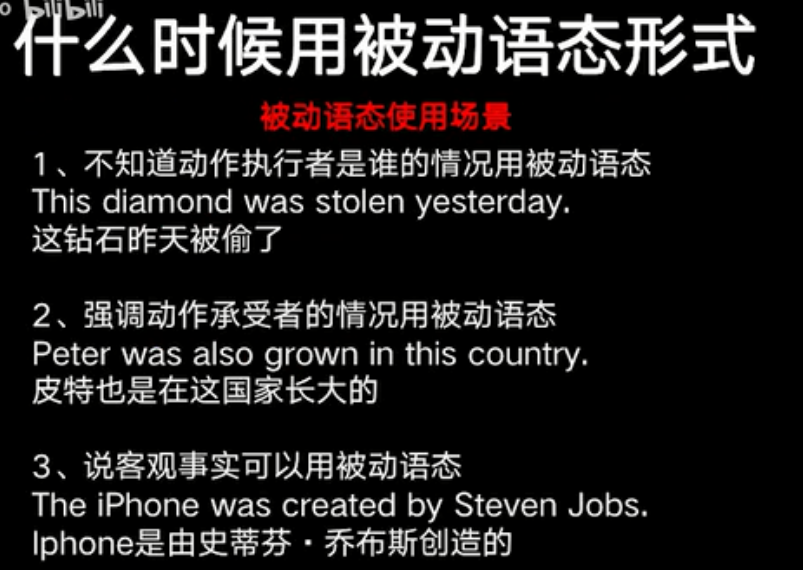 bilibili
什么时候用被动语态形式
被动语态使用场景
1、不知道动作执行者是谁的情况用被动语态
This diamond was stolen yesterday.
这钻石昨天被偷了
2、强调动作承受者的情况用被动语态
Peter was also grown in this country.
皮特也是在这国家长大的
3、说客观事实可以用被动语态
The iPhone was created by Steven Jobs.
Iphone是由史蒂芬·乔布斯创造的